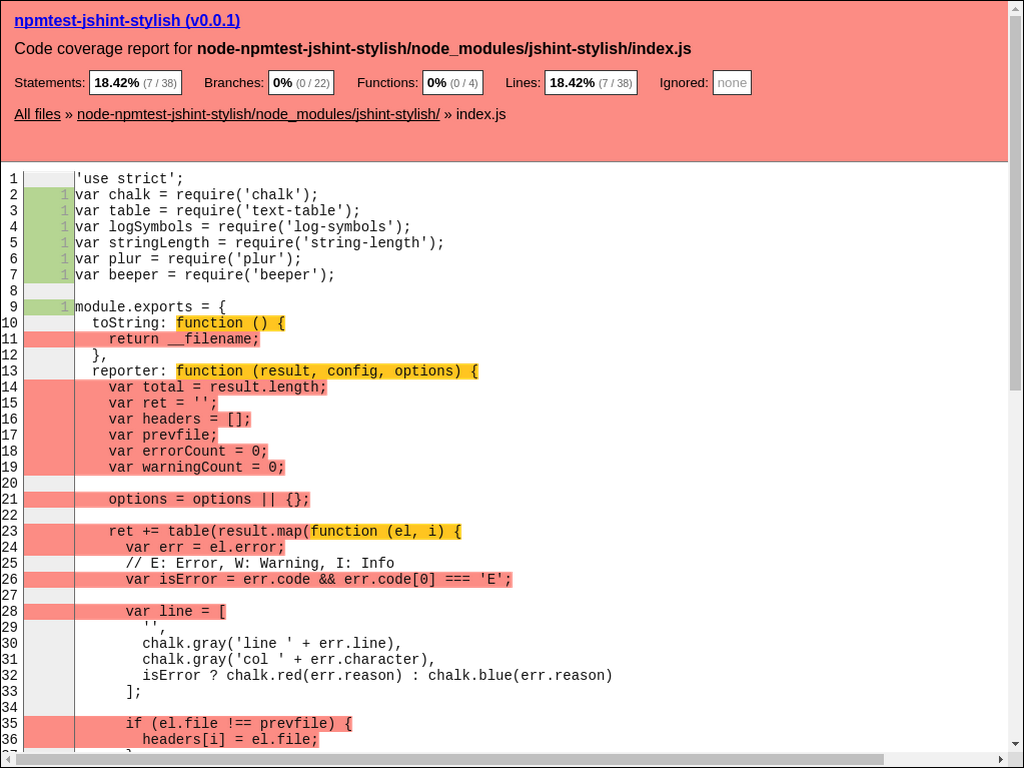 npmtest-jshint-stylish (v0.0.1)
Code coverage report for node-npmtest-jshint-stylish/node_modules/jshint-stylish/index.js
Statements: 18.42% (7 / 38) Branches: 0% (0 / 22) Functions: 0% (0 / 4) Lines: 18.42% (7 / 38) Ignored: none
All files » node-npmtest-jshint-stylish/node_modules/jshint-stylish/ » index.js
1 'use strict';
2 1 var chalk = require('chalk');
3 1 var table = require('text-table');
4 1 var logSymbols = require('log-symbols');
5 1 var stringLength = require('string-length');
6 1 var plur = require('plur');
7 1 var beeper = require('beeper');
8
9 1 module.exports = {
10   toString: function () {
11     return __filename;
12   },
13   reporter: function (result, config, options) {
14     var total = result.length;
15     var ret = '';
16     var headers = [];
17     var prevfile;
18     var errorCount = 0;
19     var warningCount = 0;
20
21     options = options || {};
22
23     ret += table(result.map(function (el, i) {
24       var err = el.error;
25       // E: Error, W: Warning, I: Info
26       var isError = err.code && err.code[0] === 'E';
27
28       var line = [
29         '',
30         chalk.gray('line ' + err.line),
31         chalk.gray('col ' + err.character),
32         isError ? chalk.red(err.reason) : chalk.blue(err.reason)
33       ];
34
35       if (el.file !== prevfile) {
36         headers[i] = el.file;